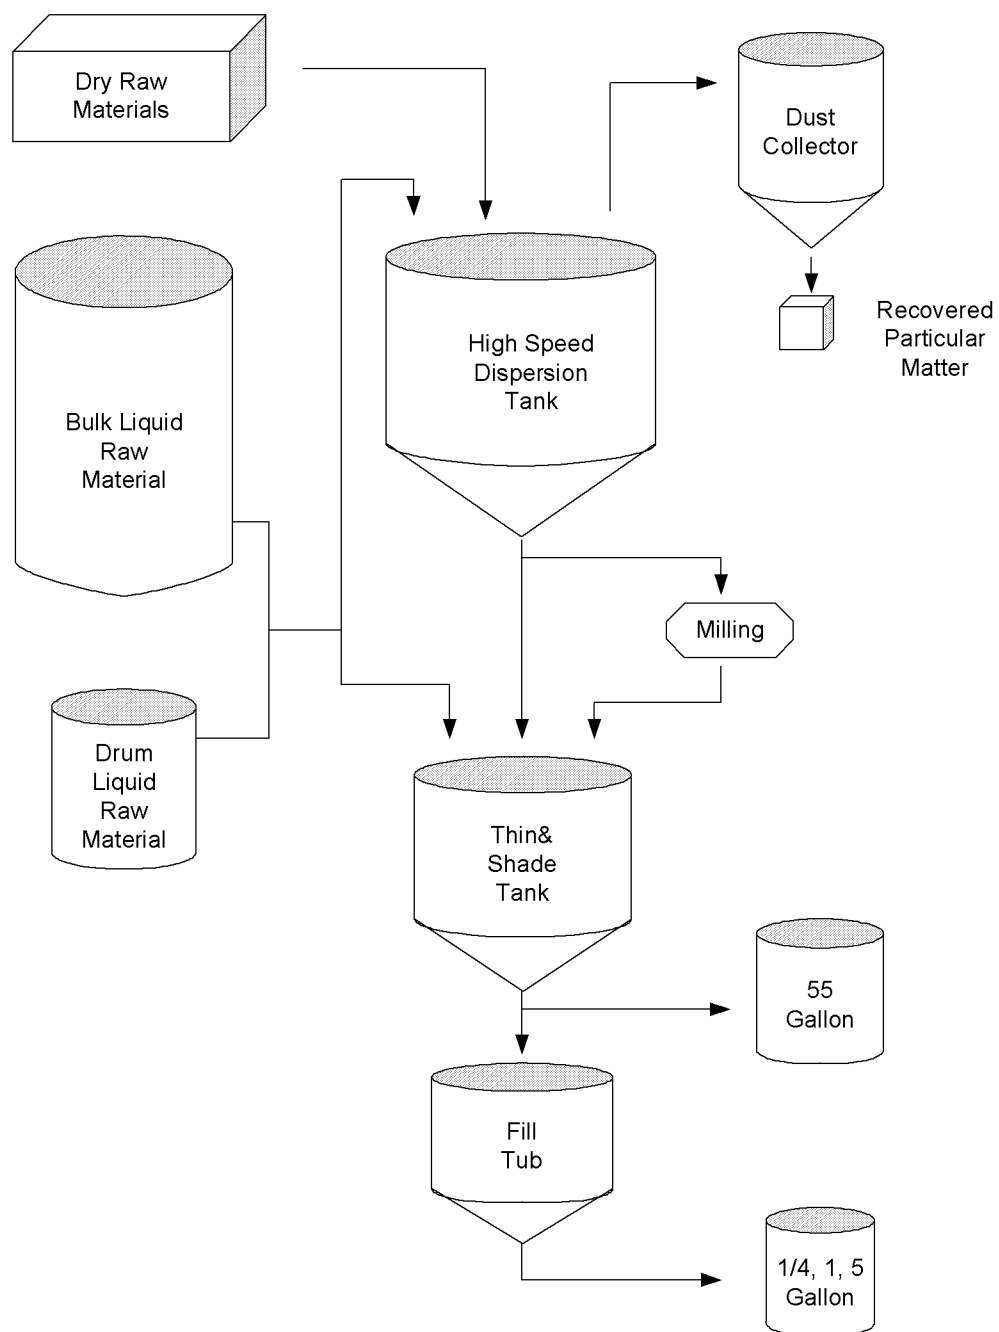 Dry Raw
Materials
Dust
Collector
Recovered
Particular
Matter
High Speed
Dispersion
Tank
Bulk Liquid
Raw
Material
Milling
Drum
Liquid
Raw
Material
Thin&
Shade
Tank
55
Gallon
Fill
Tub
1/4, 1, 5
Gallon